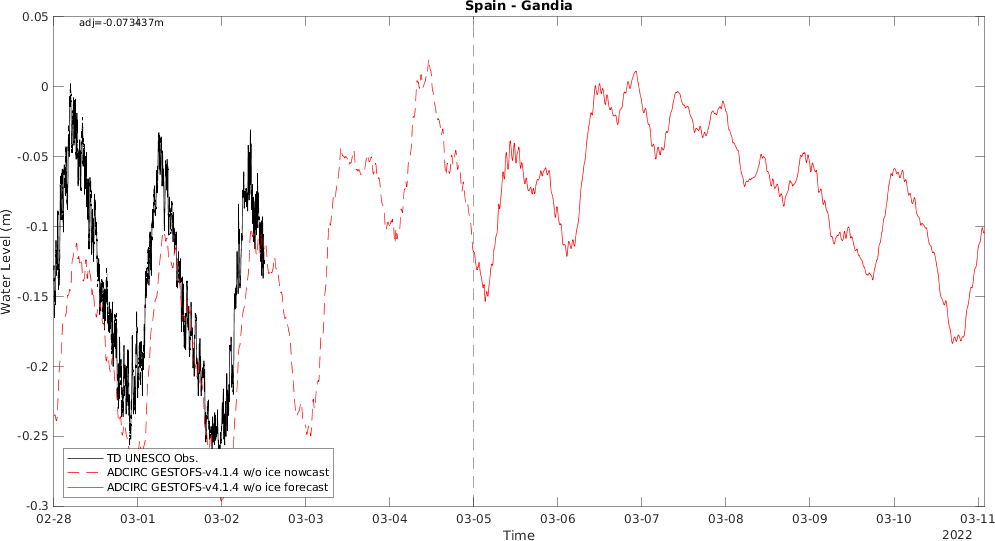 Spain - Gandia
adj=-0.073437m
0.05
0
-0.05
-0.1
-0.15
-0.2
-0.25
-0.3
Water Level (m)
TD UNESCO Obs.
ADCIRC GESTOFS-v4.1.4 w/o ice nowcast
ADCIRC GESTOFS-v4.1.4 w/o ice forecast
02-28 03-01 03-02 03-03 03-04 03-05 03-06 03-07 03-08 03-09 03-10 03-11
Time
2022